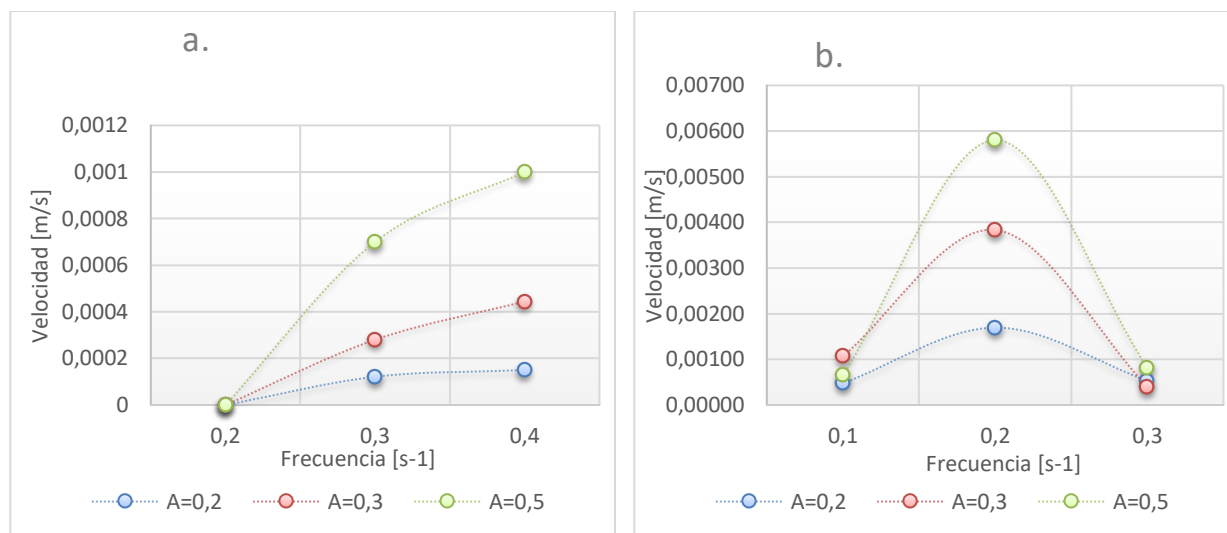 a.
0,0012
0,001
0,0008
0,0006
0,0004
0,0002
0
Velocidad [m/s]
0,2 0,3 0,4
Frecuencia [s-1]
A=0,2 A=0,3 A=0,5
b.
0,00700
0,00600
0,00500
0,00400
0,00300
0,00200
0,00100
0,00000
Velocidad [m/s]
0,1 0,2 0,3
Frecuencia [s-1]
A=0,2 A=0,3 A=0,5